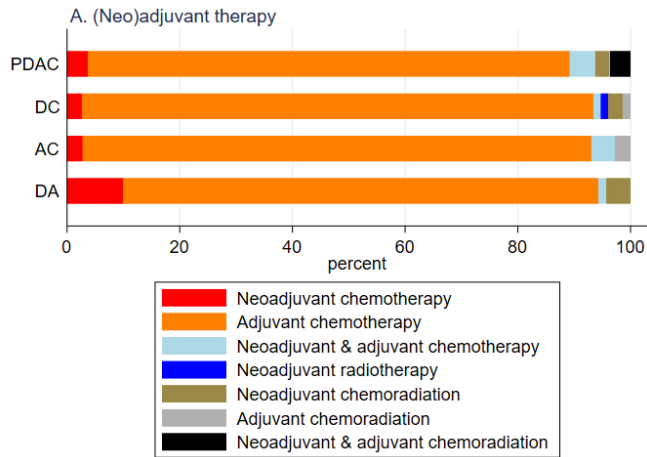 A. (Neo)adjuvant therapy
PDAC
DC
AC
DA
0 20 40 60 80 100
percent
Neoadjuvant chemotherapy
Adjuvant chemotherapy
Neoadjuvant & adjuvant chemotherapy
Neoadjuvant radiotherapy
Neoadjuvant chemoradiation
Adjuvant chemoradiation
Neoadjuvant & adjuvant chemoradiation